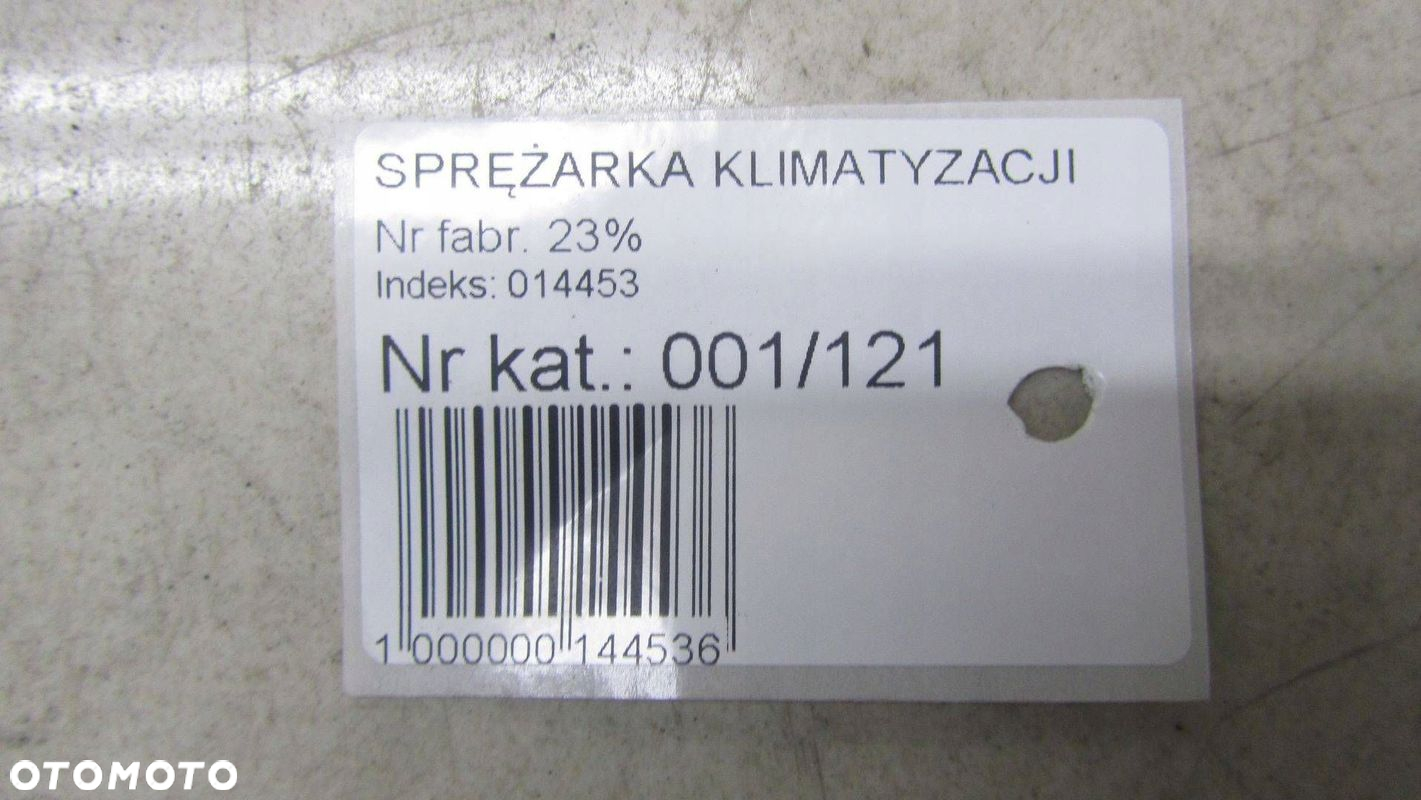 SPRĘŻARKA KLIMATYZACJI
Nr fabr. 23%
Indeks: 014453
Nr kat.: 001/121
1 000000 144536
OTOMOTO